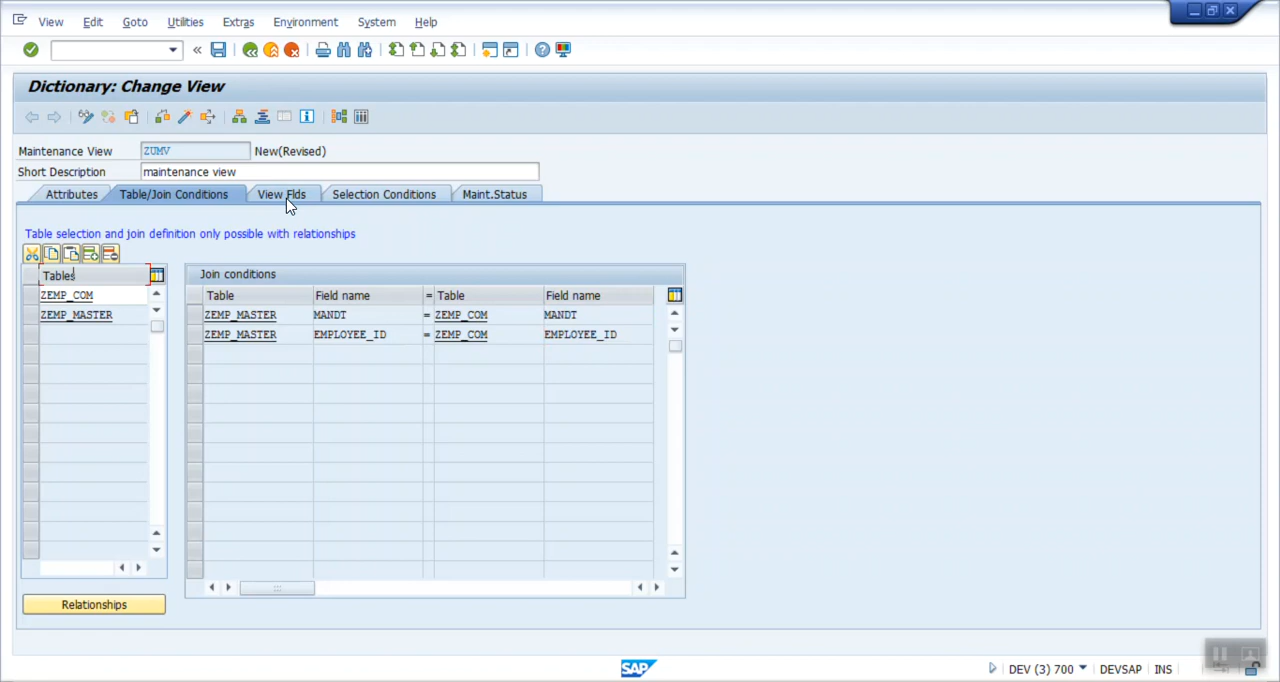 View Edit Goto Utilities Extras Environment System Help
Dictionary: Change View
Maintenance View ZUMV New(Revised)
Short Description maintenance view
Attributes Table/Join Conditions View Flds Selection Conditions Maint.Status
Table selection and join definition only possible with relationships
Tables
ZEMP_COM
ZEMP_MASTER
Join conditions
Table Field name = Table Field name
ZEMP_MASTER MANDT = ZEMP_COM MANDT
ZEMP_MASTER EMPLOYEE_ID = ZEMP_COM EMPLOYEE_ID
Relationships
SAP
DEV (3) 700 DEVSAP INS